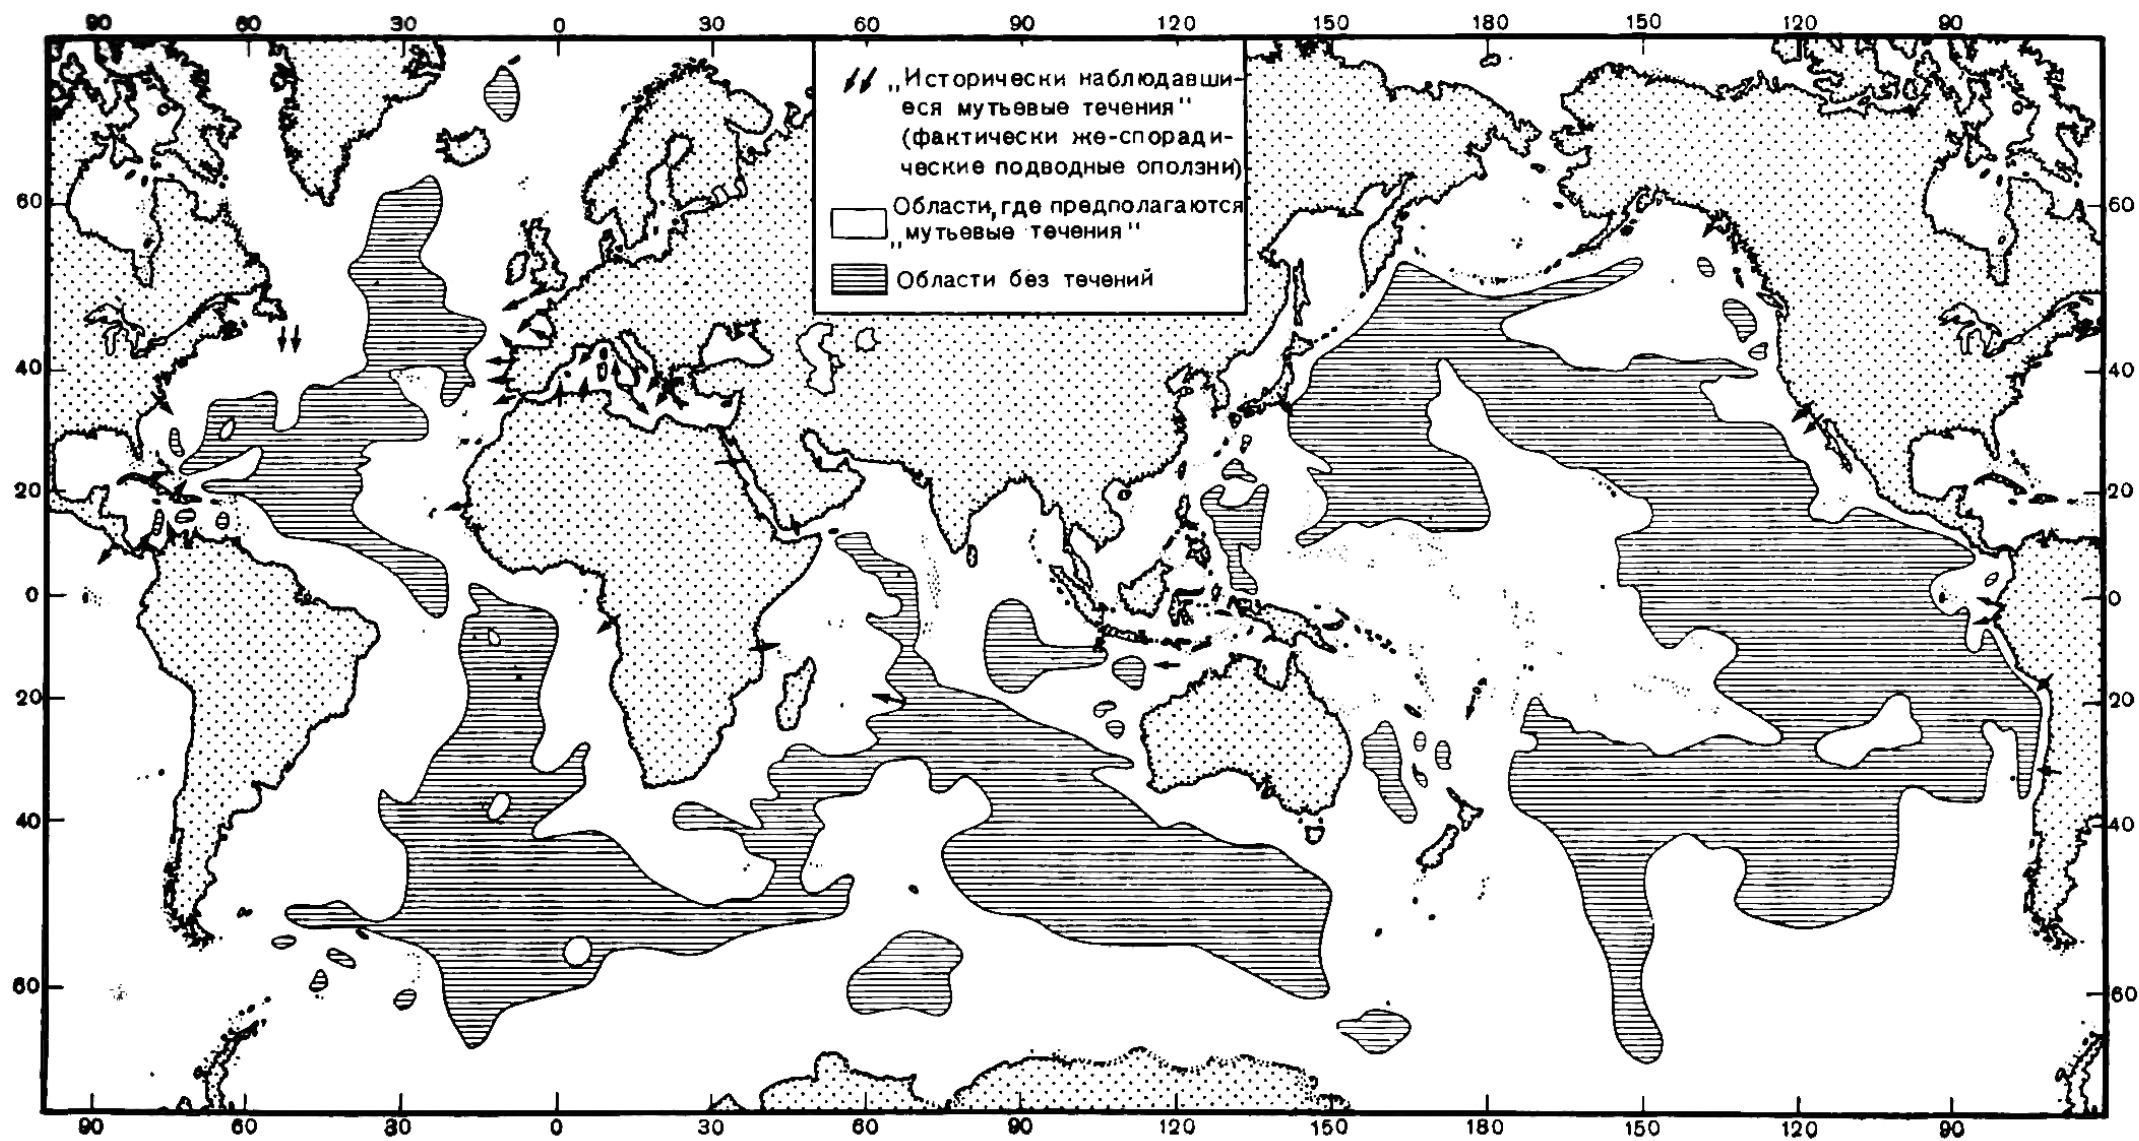 90 60 30 0 30 60 90 120 150 180 150 120 90
„Исторически наблюдавши-
еся мутьевые течения“
(фактически же-споради-
ческие подводные оползни)
Области, где предполагаются
„мутьевые течения“
Области без течений
60 60
40 40
20 20
0 0
20 20
40 40
60 60
90 60 30 0 30 60 90 120 150 180 150 120 90